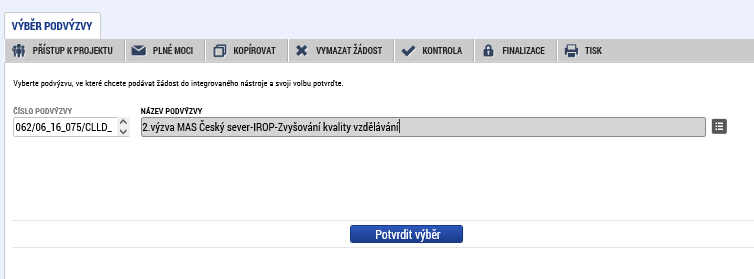 VÝBĚR PODVÝZVY
PŘÍSTUP K PROJEKTU PLNÉ MOCI KOPÍROVAT VYMAZAT ŽÁDOST KONTROLA FINALIZACE TISK
Vyberte podvýzvu, ve které chcete podávat žádost do integrovaného nástroje a svoji volbu potvrďte.
ČÍSLO PODVÝZVY NÁZEV PODVÝZVY
062/06_16_075/CLLD_ 2.výzva MAS Český sever-IROP-Zvyšování kvality vzdělávání
Potvrdit výběr